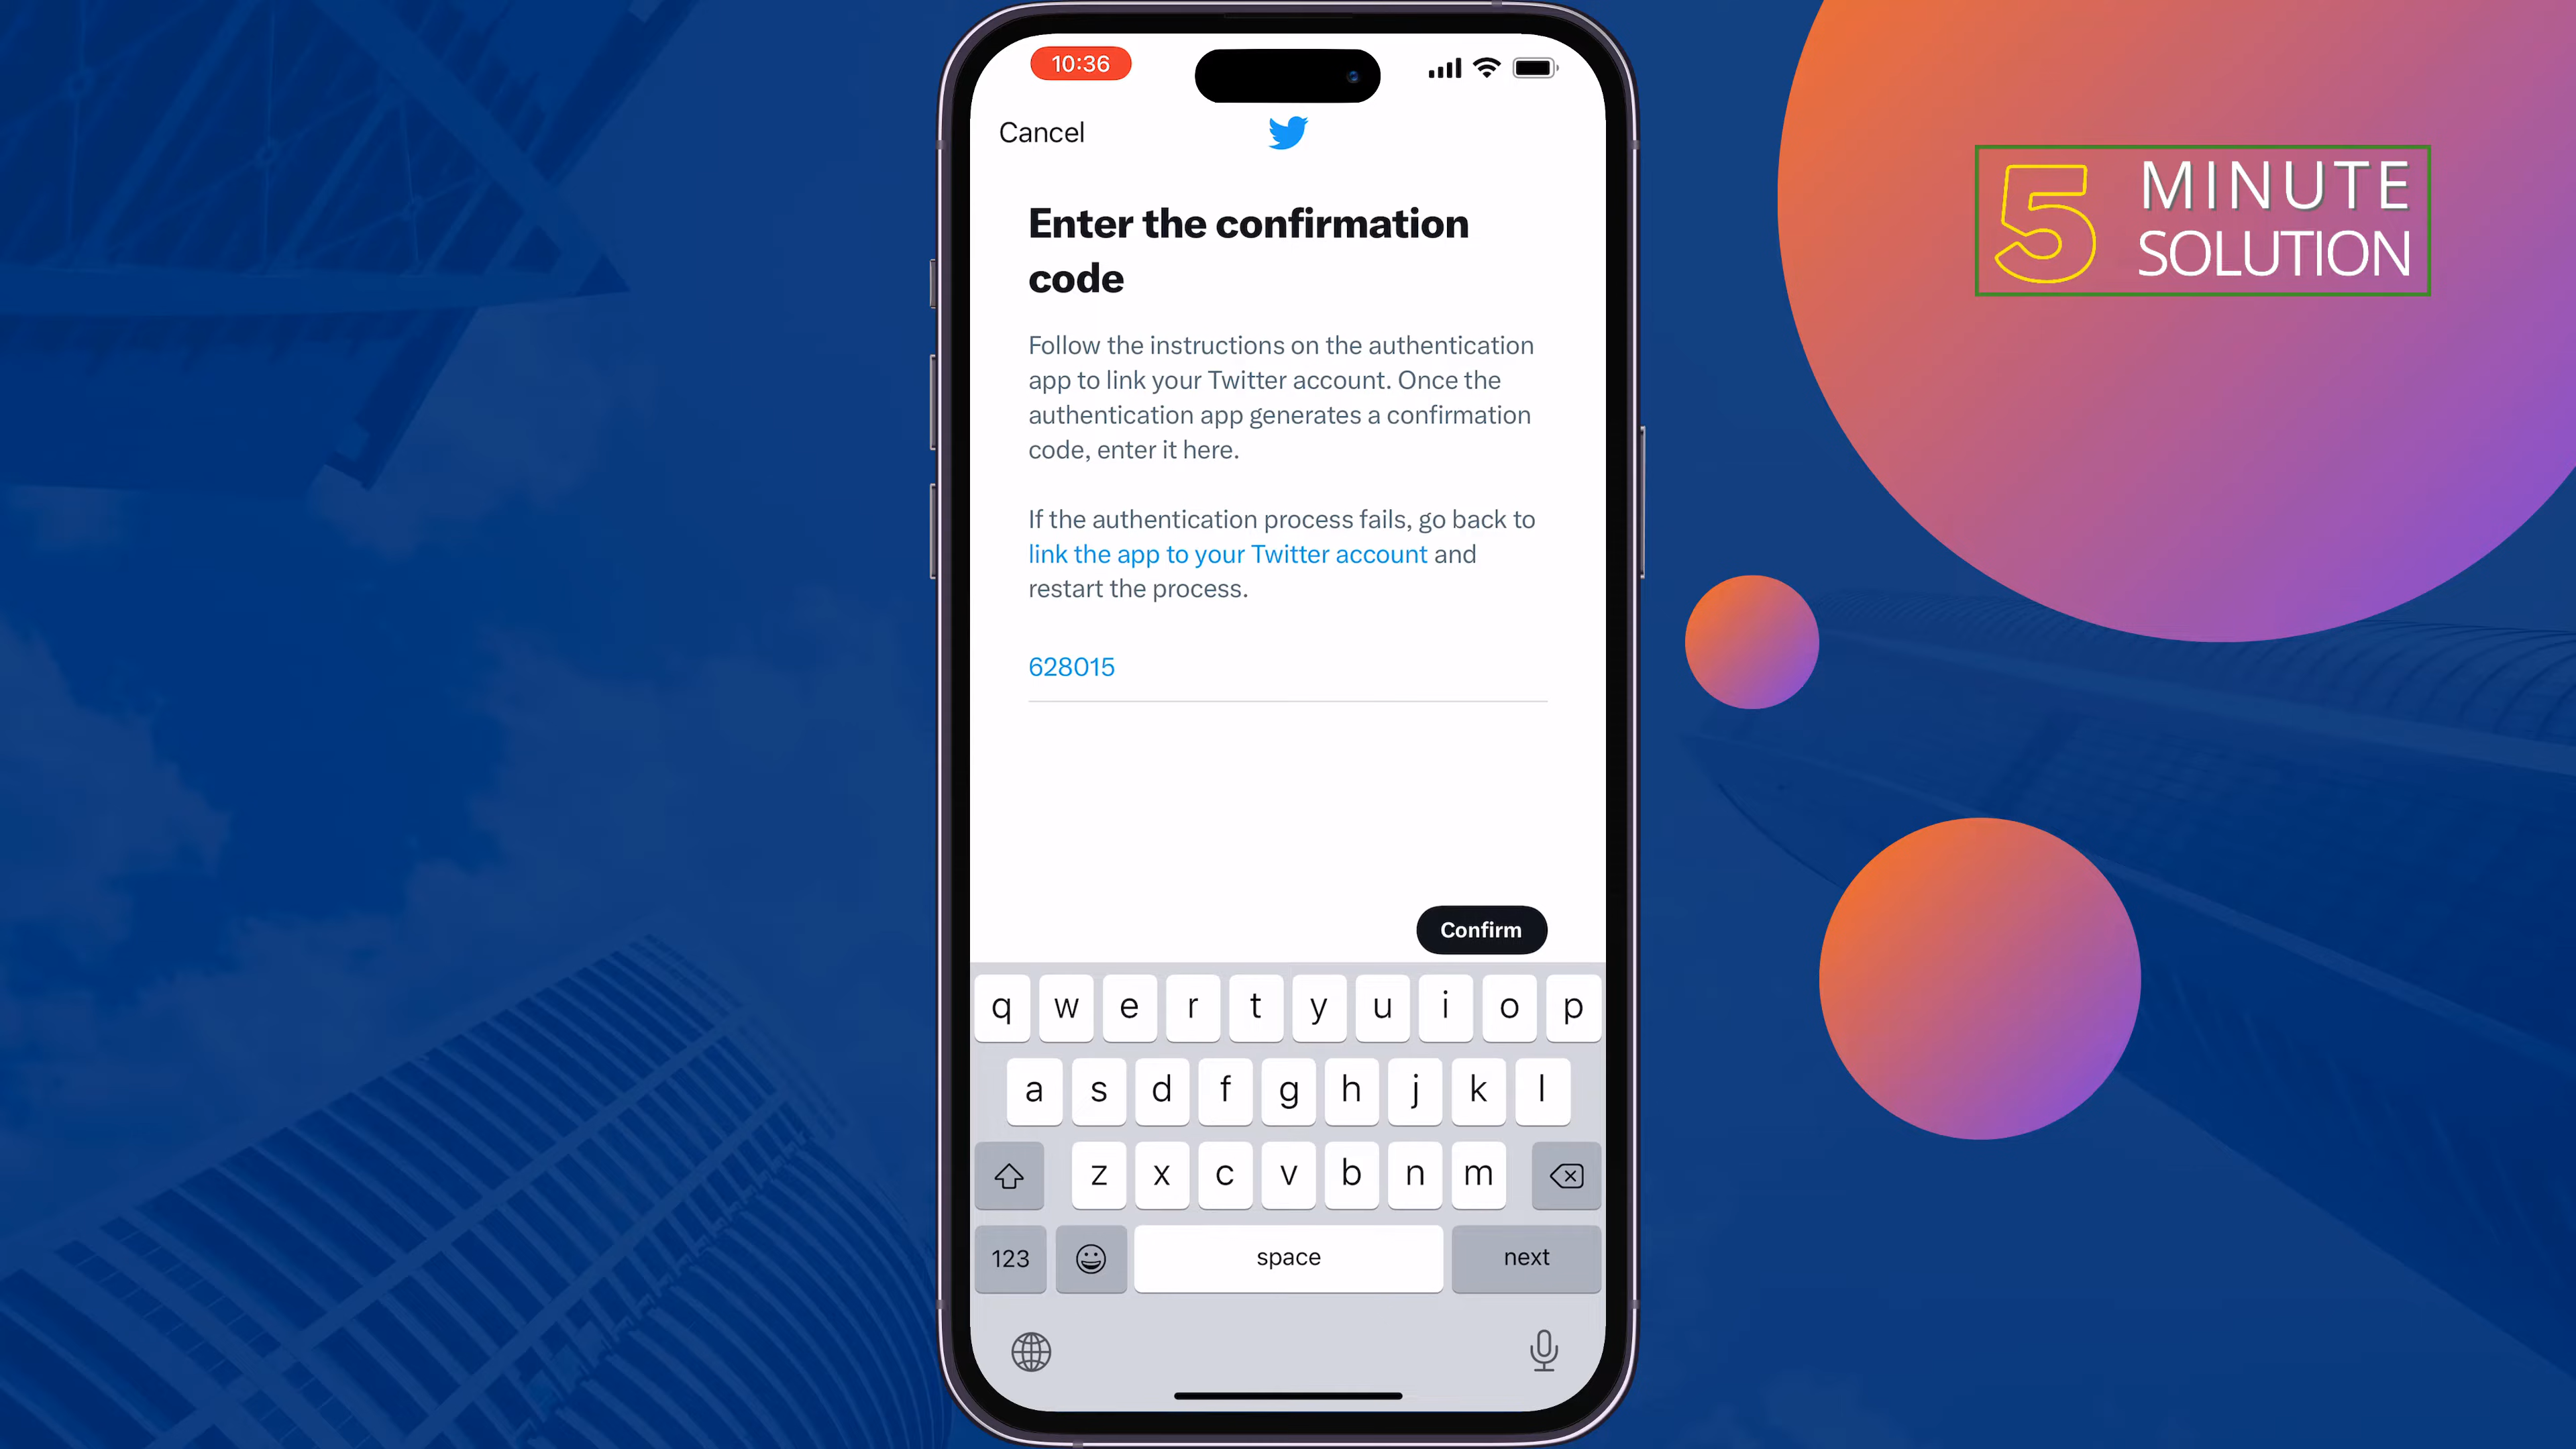 10:36
Cancel
Enter the confirmation
code
Follow the instructions on the authentication
app to link your Twitter account. Once the
authentication app generates a confirmation
code, enter it here.
If the authentication process fails, go back to
link the app to your Twitter account and
restart the process.
628015
Confirm
q w e r t y u i o p
a s d f g h j k l
z x c v b n m
123 space next
5 MINUTE
SOLUTION